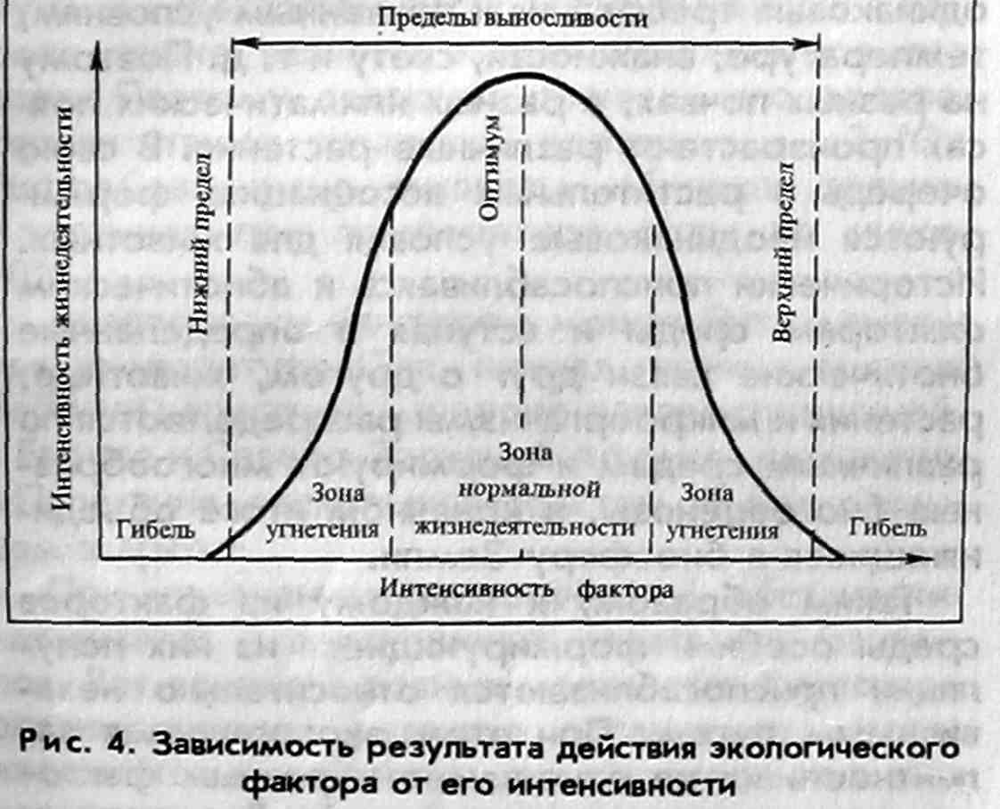 Пределы выносливости
Интенсивность жизнедеятельности
Нижний предел
Оптимум
Верхний предел
Гибель
Зона
угнетения
Зона
нормальной
жизнедеятельности
Зона
угнетения
Гибель
Интенсивность фактора
Рис. 4. Зависимость результата действия экологического
фактора от его интенсивности